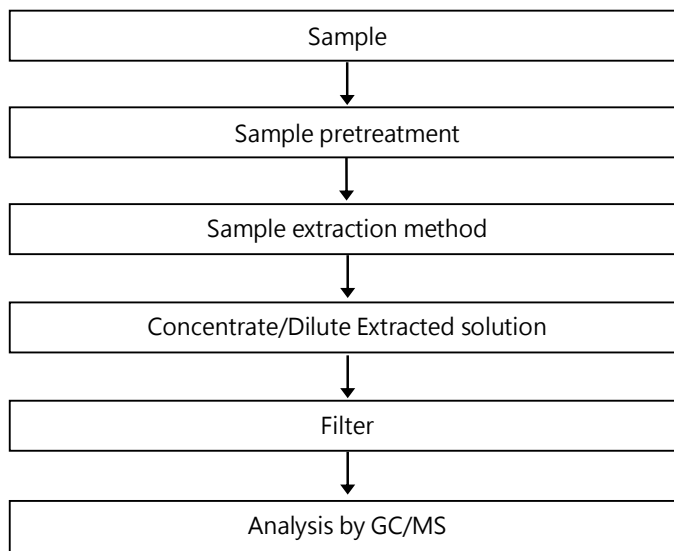 Sample
Sample pretreatment
Sample extraction method
Concentrate/Dilute Extracted solution
Filter
Analysis by GC/MS